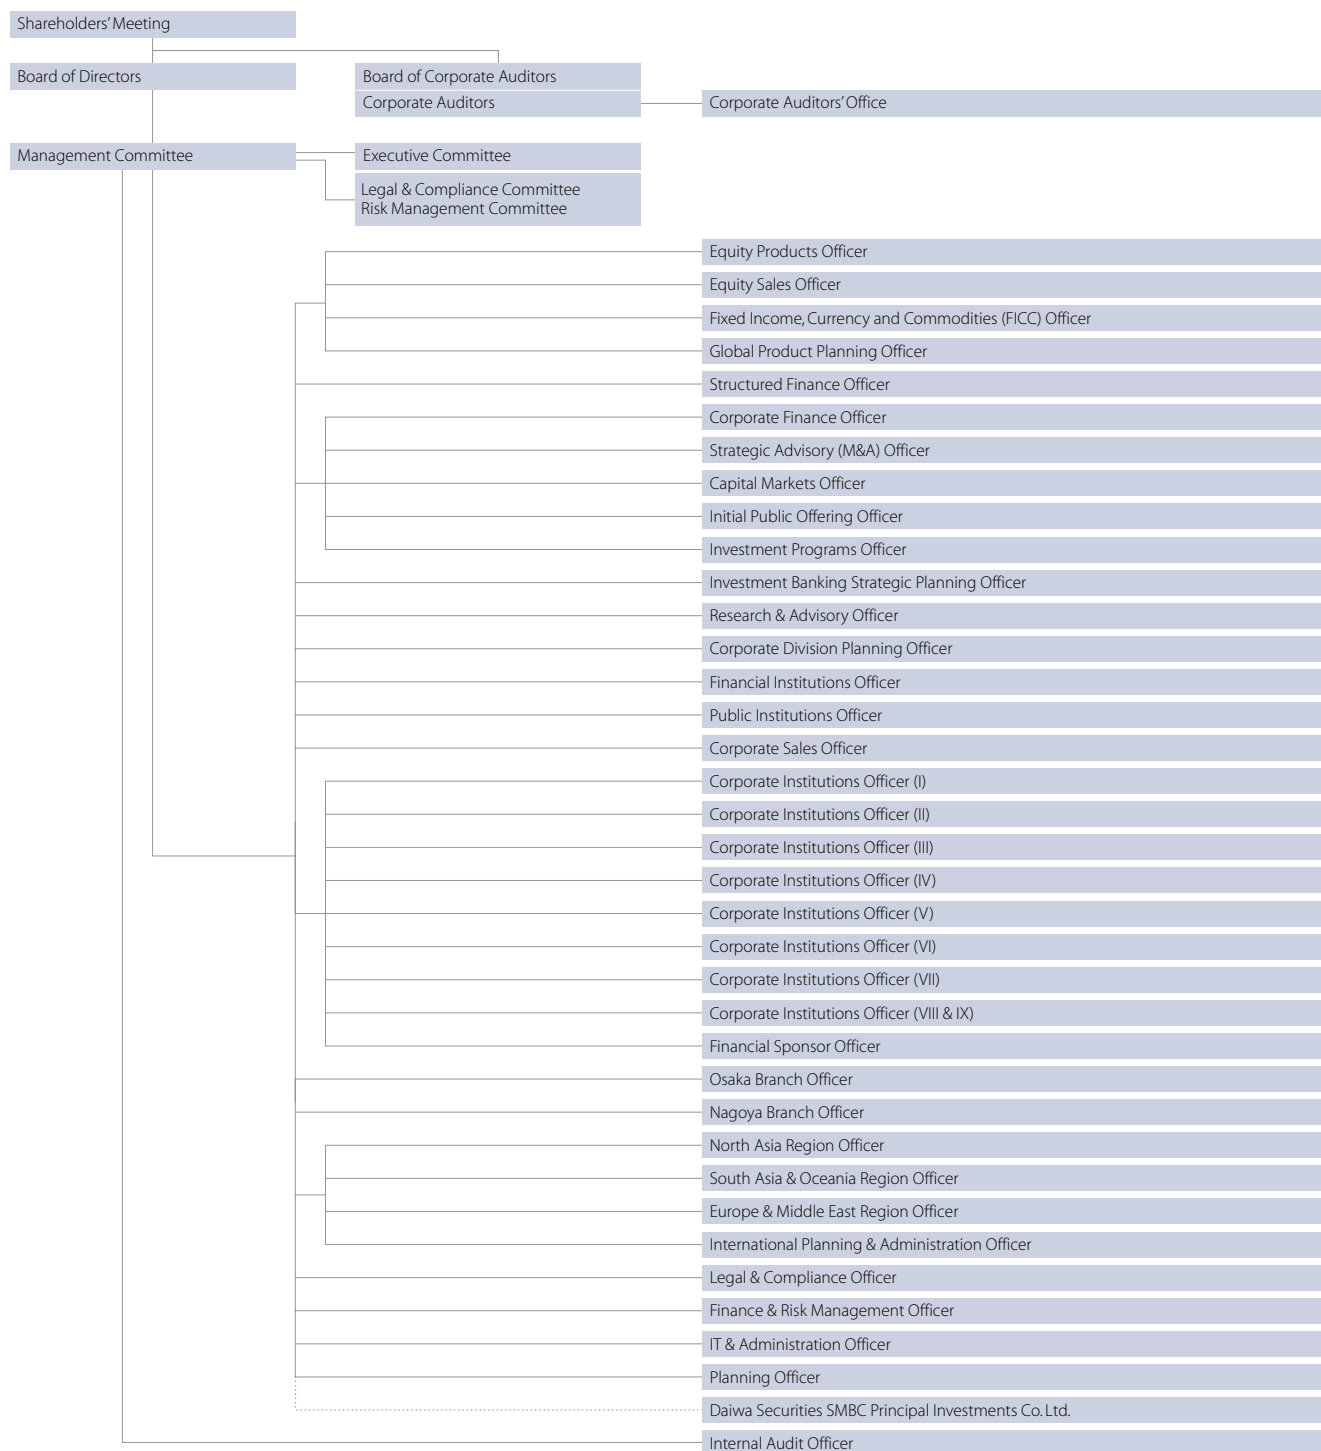 Shareholders’ Meeting
Board of Directors
Board of Corporate Auditors
Corporate Auditors
Corporate Auditors’ Office
Management Committee
Executive Committee
Legal & Compliance Committee
Risk Management Committee
Equity Products Officer
Equity Sales Officer
Fixed Income, Currency and Commodities (FICC) Officer
Global Product Planning Officer
Structured Finance Officer
Corporate Finance Officer
Strategic Advisory (M&A) Officer
Capital Markets Officer
Initial Public Offering Officer
Investment Programs Officer
Investment Banking Strategic Planning Officer
Research & Advisory Officer
Corporate Division Planning Officer
Financial Institutions Officer
Public Institutions Officer
Corporate Sales Officer
Corporate Institutions Officer (I)
Corporate Institutions Officer (II)
Corporate Institutions Officer (III)
Corporate Institutions Officer (IV)
Corporate Institutions Officer (V)
Corporate Institutions Officer (VI)
Corporate Institutions Officer (VII)
Corporate Institutions Officer (VIII & IX)
Financial Sponsor Officer
Osaka Branch Officer
Nagoya Branch Officer
North Asia Region Officer
South Asia & Oceania Region Officer
Europe & Middle East Region Officer
International Planning & Administration Officer
Legal & Compliance Officer
Finance & Risk Management Officer
IT & Administration Officer
Planning Officer
Daiwa Securities SMBC Principal Investments Co. Ltd.
Internal Audit Officer